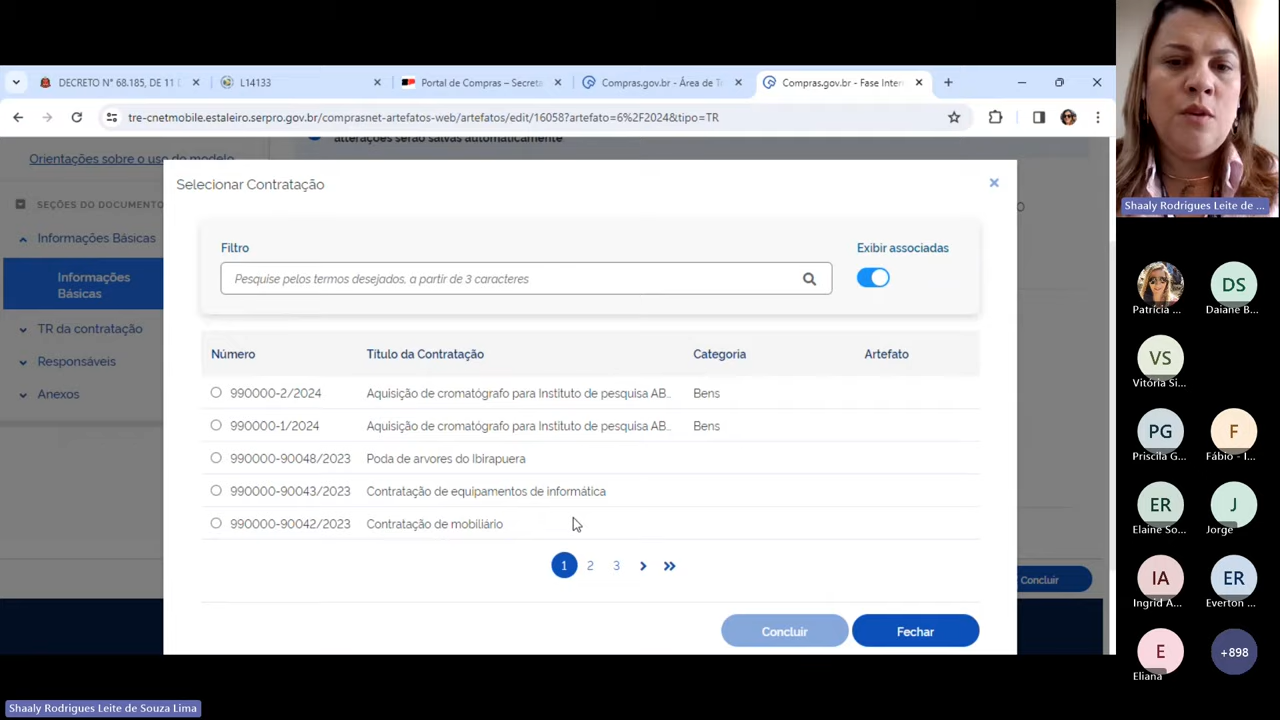 DECRETO N° 68.185, DE 11
L14133
Portal de Compras – Secreta
Compras.gov.br - Área de T
Compras.gov.br - Fase Inter
tre-cnetmobile.estaleiro.serpro.gov.br/comprasnet-artefatos-web/artefatos/edit/16058?artefato=6%2F2024&tipo=TR
Orientações sobre o uso do modelo
alterações serão salvas automaticamente
SEÇÕES DO DOCUMENTO
Informações Básicas
Informações
Básicas
TR da contratação
Responsáveis
Anexos
Selecionar Contratação
Filtro
Exibir associadas
Pesquise pelos termos desejados, a partir de 3 caracteres
Número Título da Contratação Categoria Artefato
990000-2/2024 Aquisição de cromatógrafo para Instituto de pesquisa AB... Bens
990000-1/2024 Aquisição de cromatógrafo para Instituto de pesquisa AB... Bens
990000-90048/2023 Poda de arvores do Ibirapuera
990000-90043/2023 Contratação de equipamentos de informática
990000-90042/2023 Contratação de mobiliário
1 2 3
Concluir Fechar
Concluir
Shaaly Rodrigues Leite de ...
Patrícia ... Daiane B...
DS
VS
Vitória Si...
PG F
Priscila G... Fábio - I...
ER J
Elaine So... Jorge
IA ER
Ingrid A... Everton ...
E +898
Eliana
Shaaly Rodrigues Leite de Souza Lima